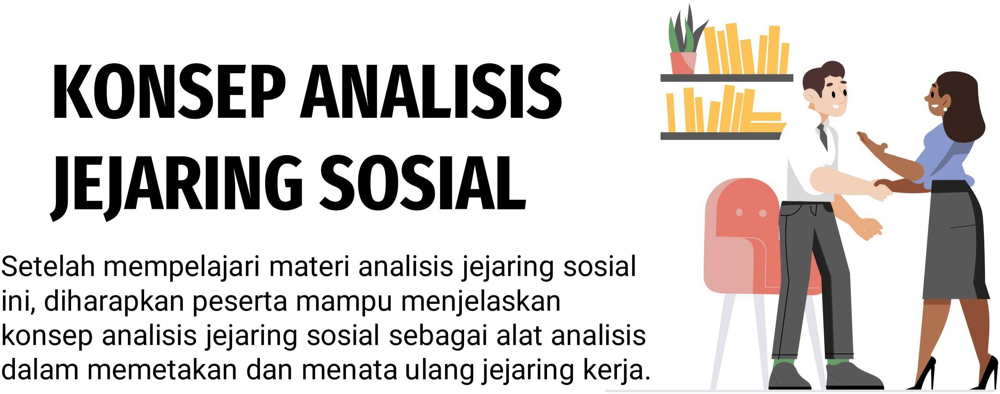 KONSEP ANALISIS
JEJARING SOSIAL
Setelah mempelajari materi analisis jejaring sosial
ini, diharapkan peserta mampu menjelaskan
konsep analisis jejaring sosial sebagai alat analisis
dalam memetakan dan menata ulang jejaring kerja.